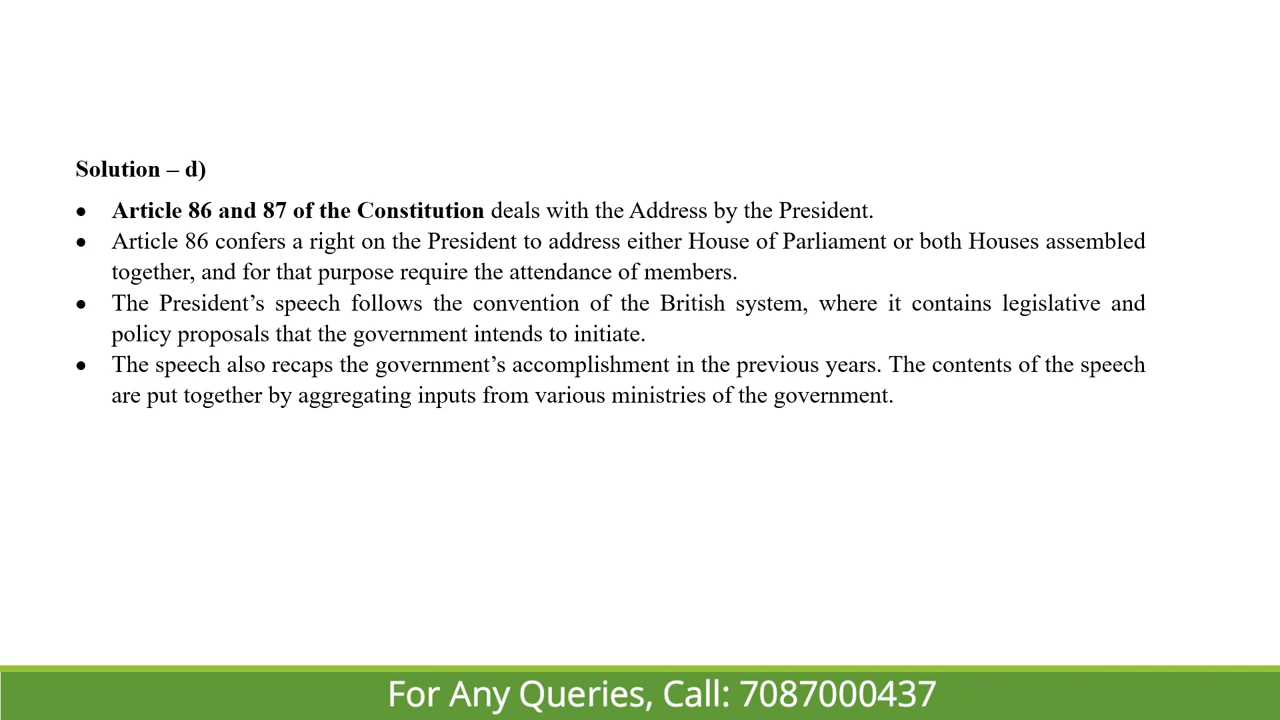 Solution – d)
• Article 86 and 87 of the Constitution deals with the Address by the President.
• Article 86 confers a right on the President to address either House of Parliament or both Houses assembled
together, and for that purpose require the attendance of members.
• The President’s speech follows the convention of the British system, where it contains legislative and
policy proposals that the government intends to initiate.
• The speech also recaps the government’s accomplishment in the previous years. The contents of the speech
are put together by aggregating inputs from various ministries of the government.
For Any Queries, Call: 7087000437